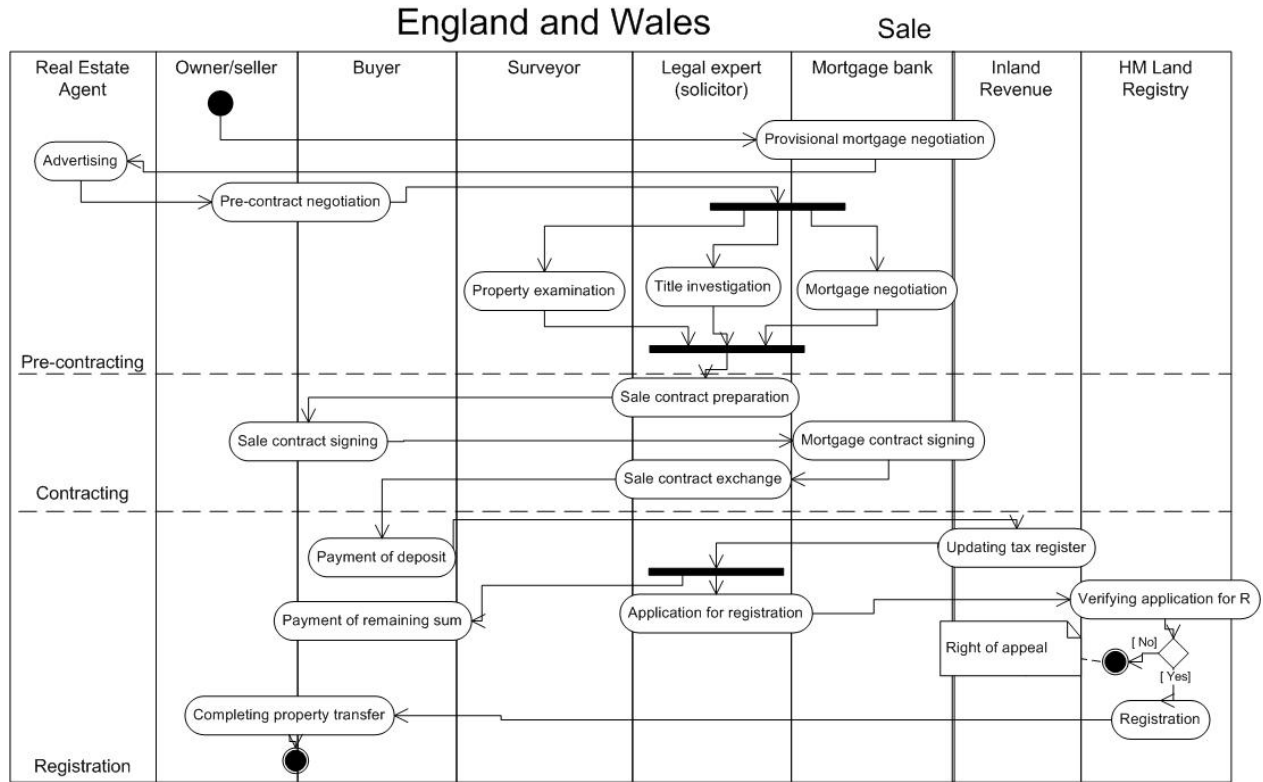 England and Wales
Sale
Real Estate
Agent
Owner/seller
Buyer
Surveyor
Legal expert
(solicitor)
Mortgage bank
Inland
Revenue
HM Land
Registry
Provisional mortgage negotiation
Advertising
Pre-contract negotiation
Property examination
Title investigation
Mortgage negotiation
Pre-contracting
Sale contract preparation
Sale contract signing
Mortgage contract signing
Sale contract exchange
Contracting
Payment of deposit
Updating tax register
Application for registration
Verifying application for R
Payment of remaining sum
Right of appeal
[ No]
[ Yes]
Completing property transfer
Registration
Registration